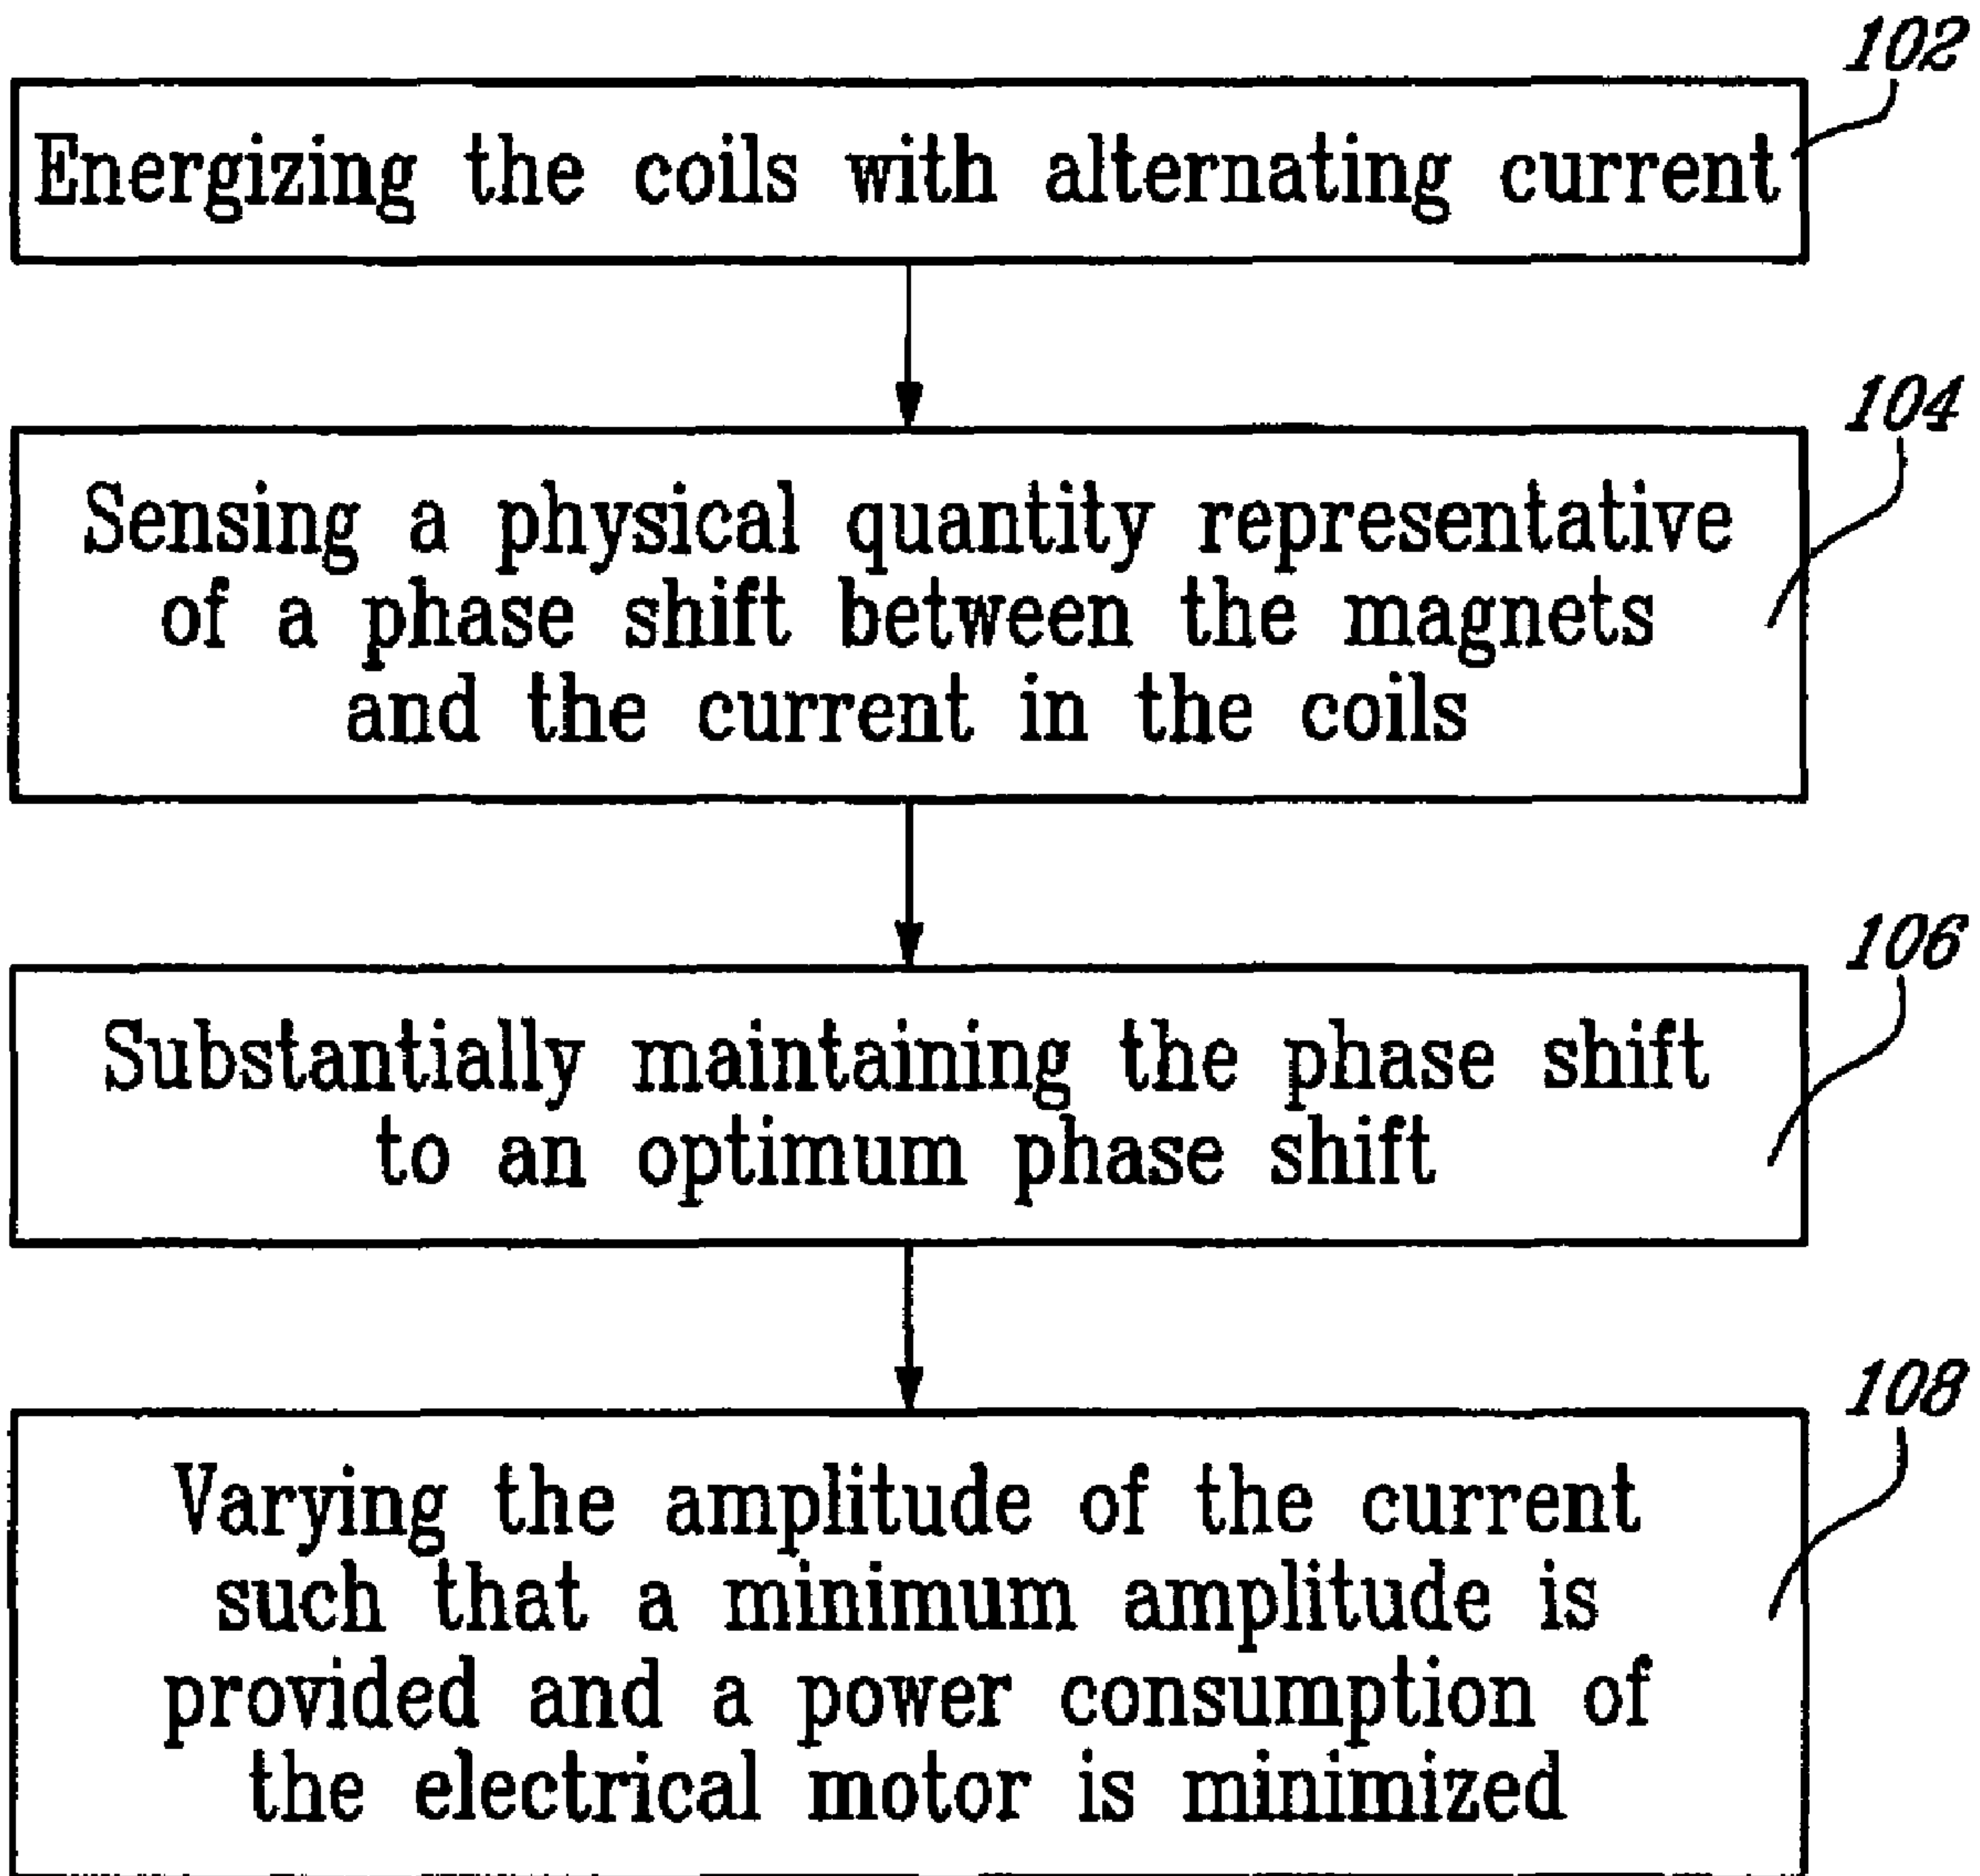 102
Energizing the coils with alternating current
104
Sensing a physical quantity representative
of a phase shift between the magnets
and the current in the coils
106
Substantially maintaining the phase shift
to an optimum phase shift
108
Varying the amplitude of the current
such that a minimum amplitude is
provided and a power consumption of
the electrical motor is minimized